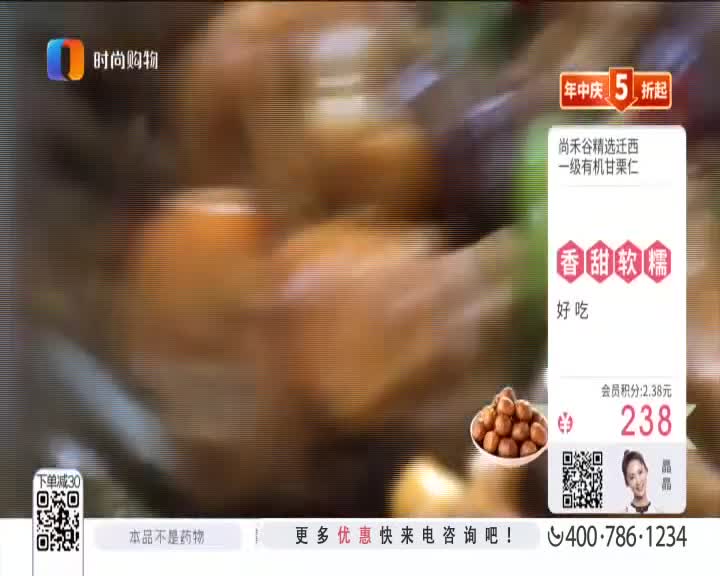 时尚购物
年中庆5折起
尚禾谷精选迁西
一级有机甘栗仁
香甜软糯
好吃
会员积分:2.38元
¥238
晶晶
下单减30
本品不是药物
更多优惠快来电咨询吧！
400·786·1234